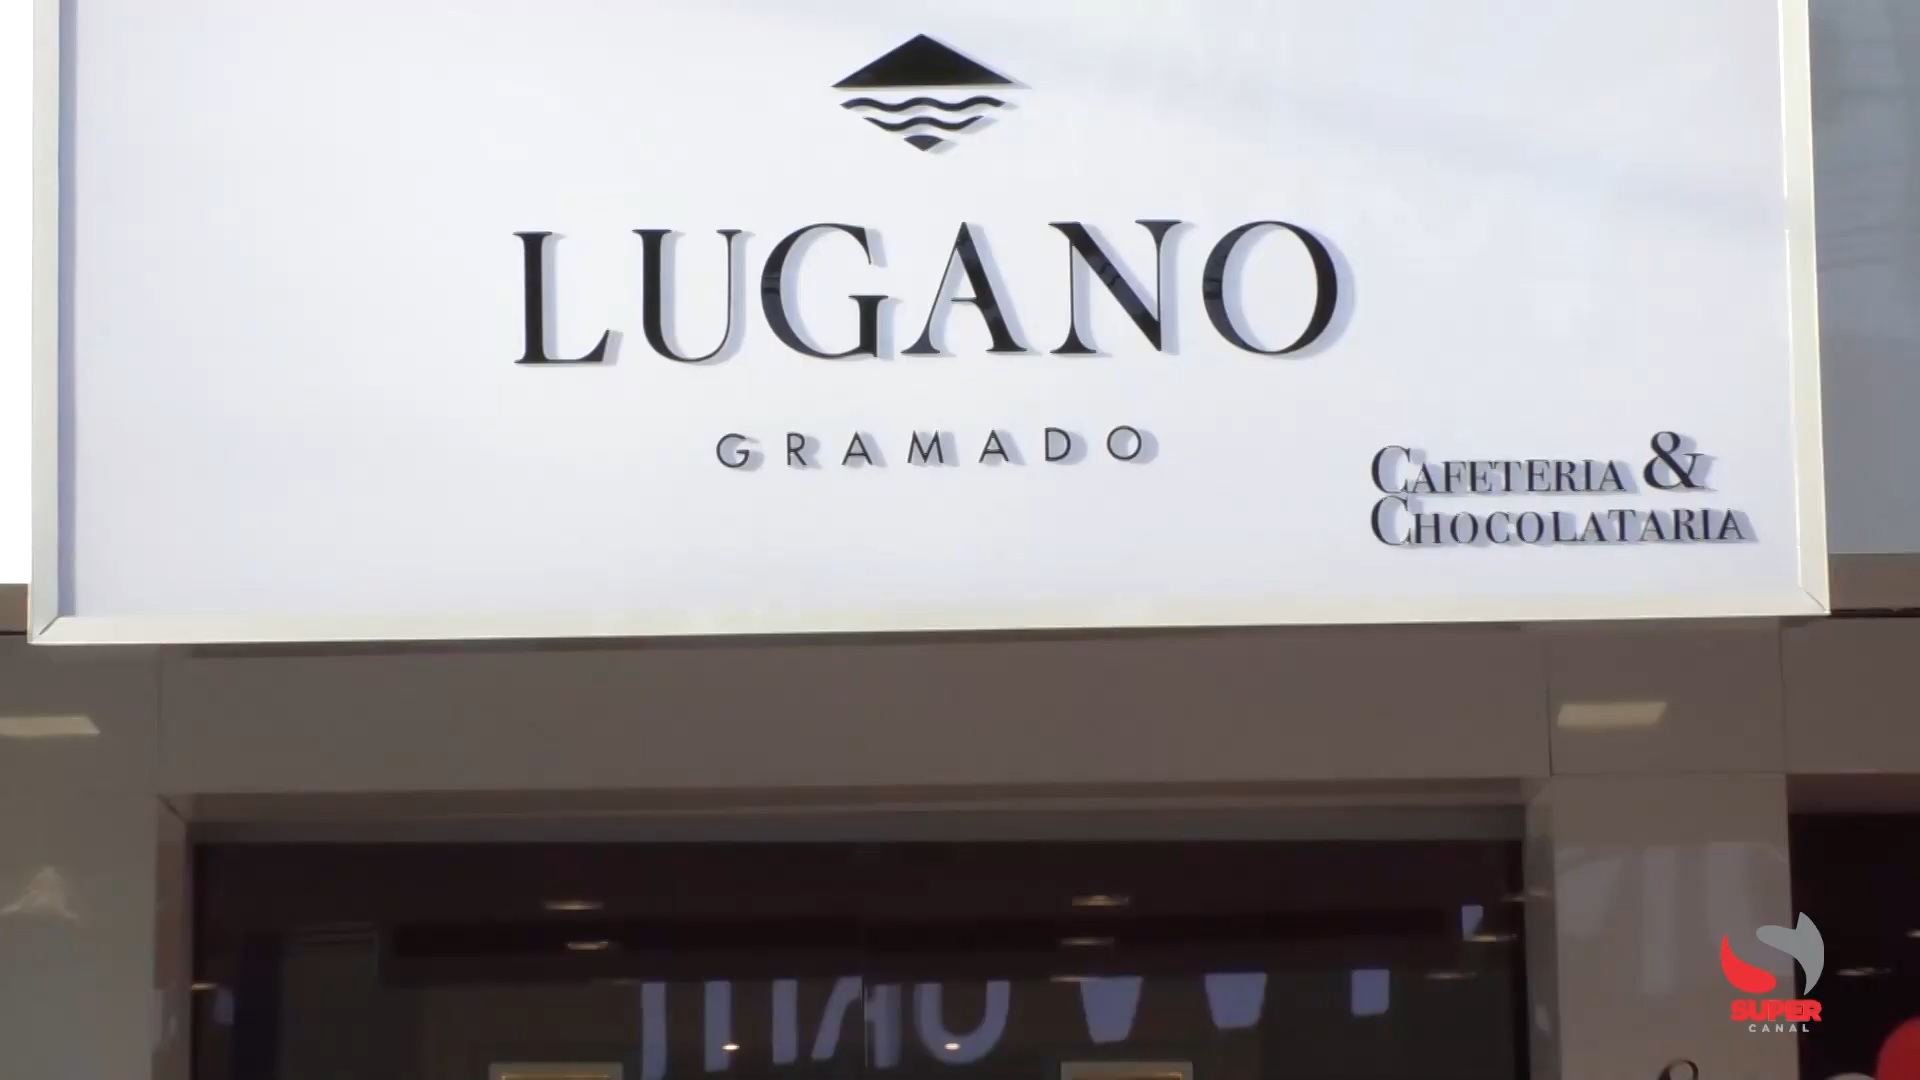 LUGANO
GRAMADO
CAFETERIA &
CHOCOLATARIA
SUPER
CANAL